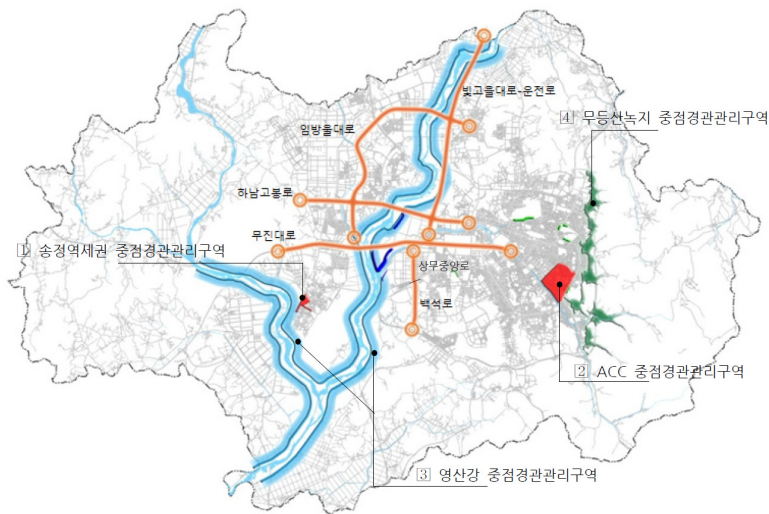 빛고을대로-운전로
4 무등산녹지 중점경관관리구역
임방울대로
하남고봉로
무진대로
1 송정역세권 중점경관관리구역
상무중앙로
백석로
2 ACC 중점경관관리구역
3 영산강 중점경관관리구역